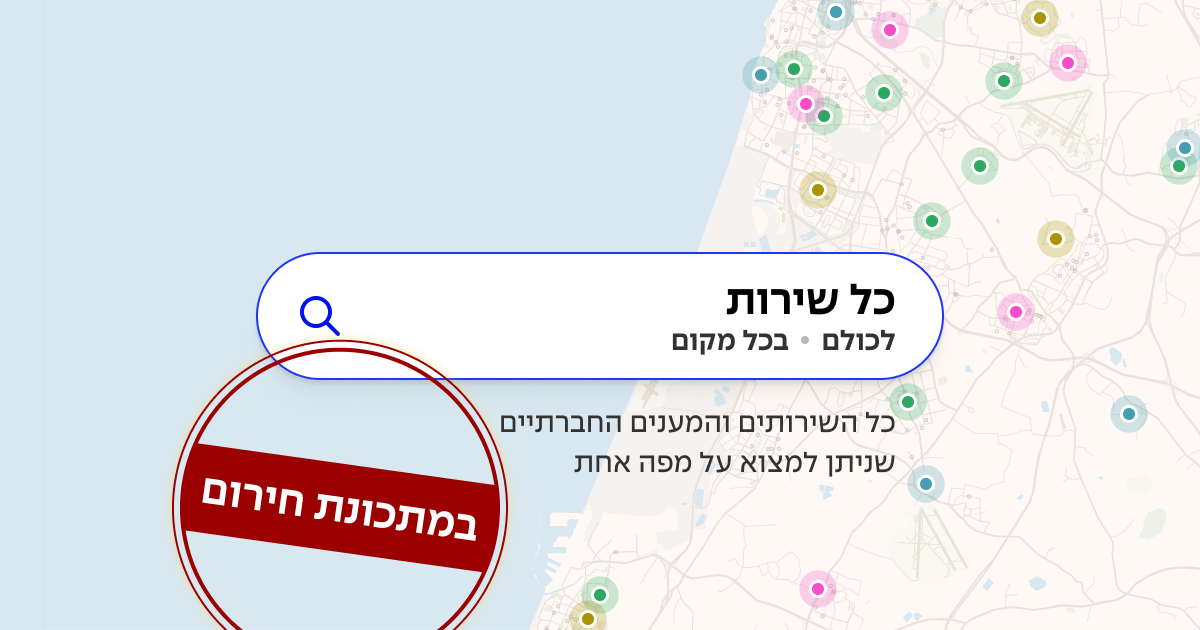 כל שירות
לכולם • בכל מקום
כל השירותים והמענים החברתיים
שניתן למצוא על מפה אחת
במתכונת חירום